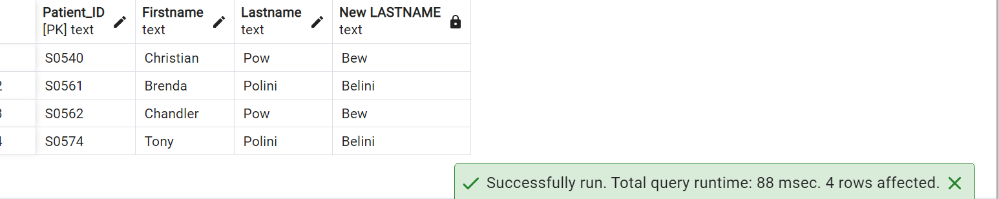 Patient_ID Firstname Lastname New LASTNAME
[PK] text text text text
S0540 Christian Pow Bew
2 S0561 Brenda Polini Belini
3 S0562 Chandler Pow Bew
4 S0574 Tony Polini Belini
Successfully run. Total query runtime: 88 msec. 4 rows affected.